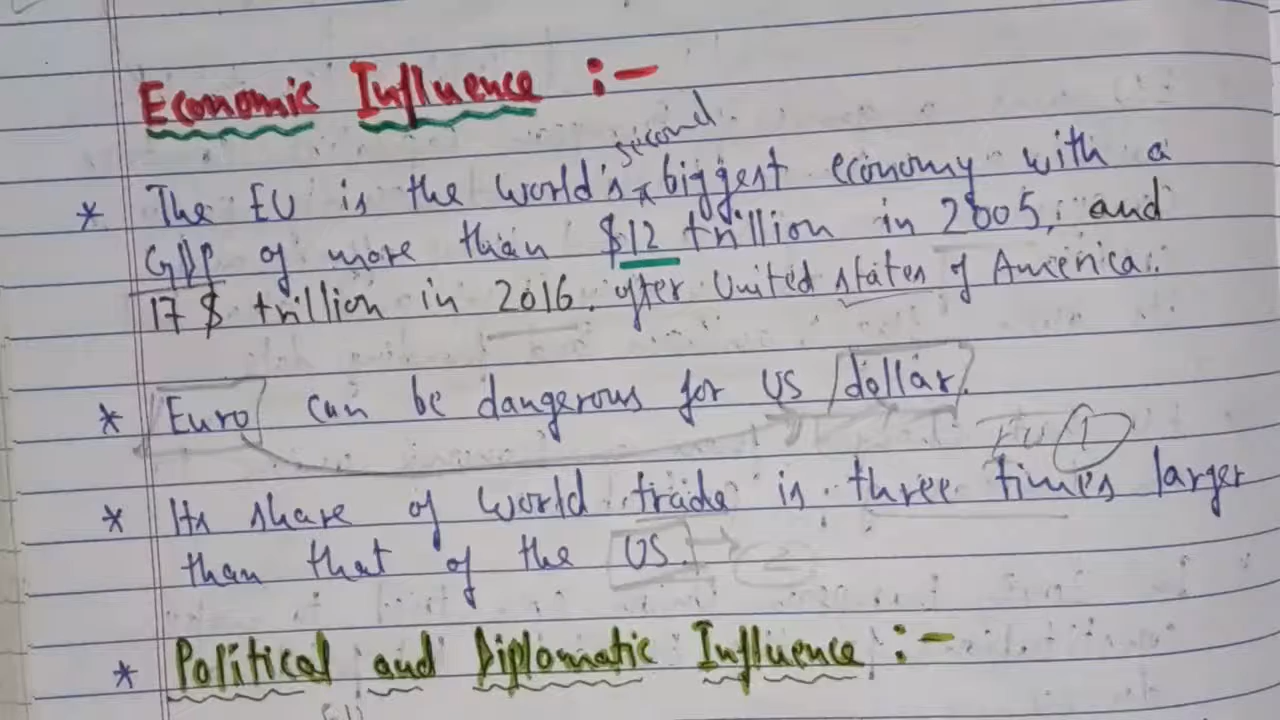 Economic Influence :-
second
* The EU is the world's biggest economy with a
GDP of more than $12 trillion in 2005, and
17 $ trillion in 2016. after United states of America.
* Euro can be dangerous for US dollar.
EU 1
* Its share of world trade is three times larger
than that of the US.
* Political and Diplomatic Influence :-